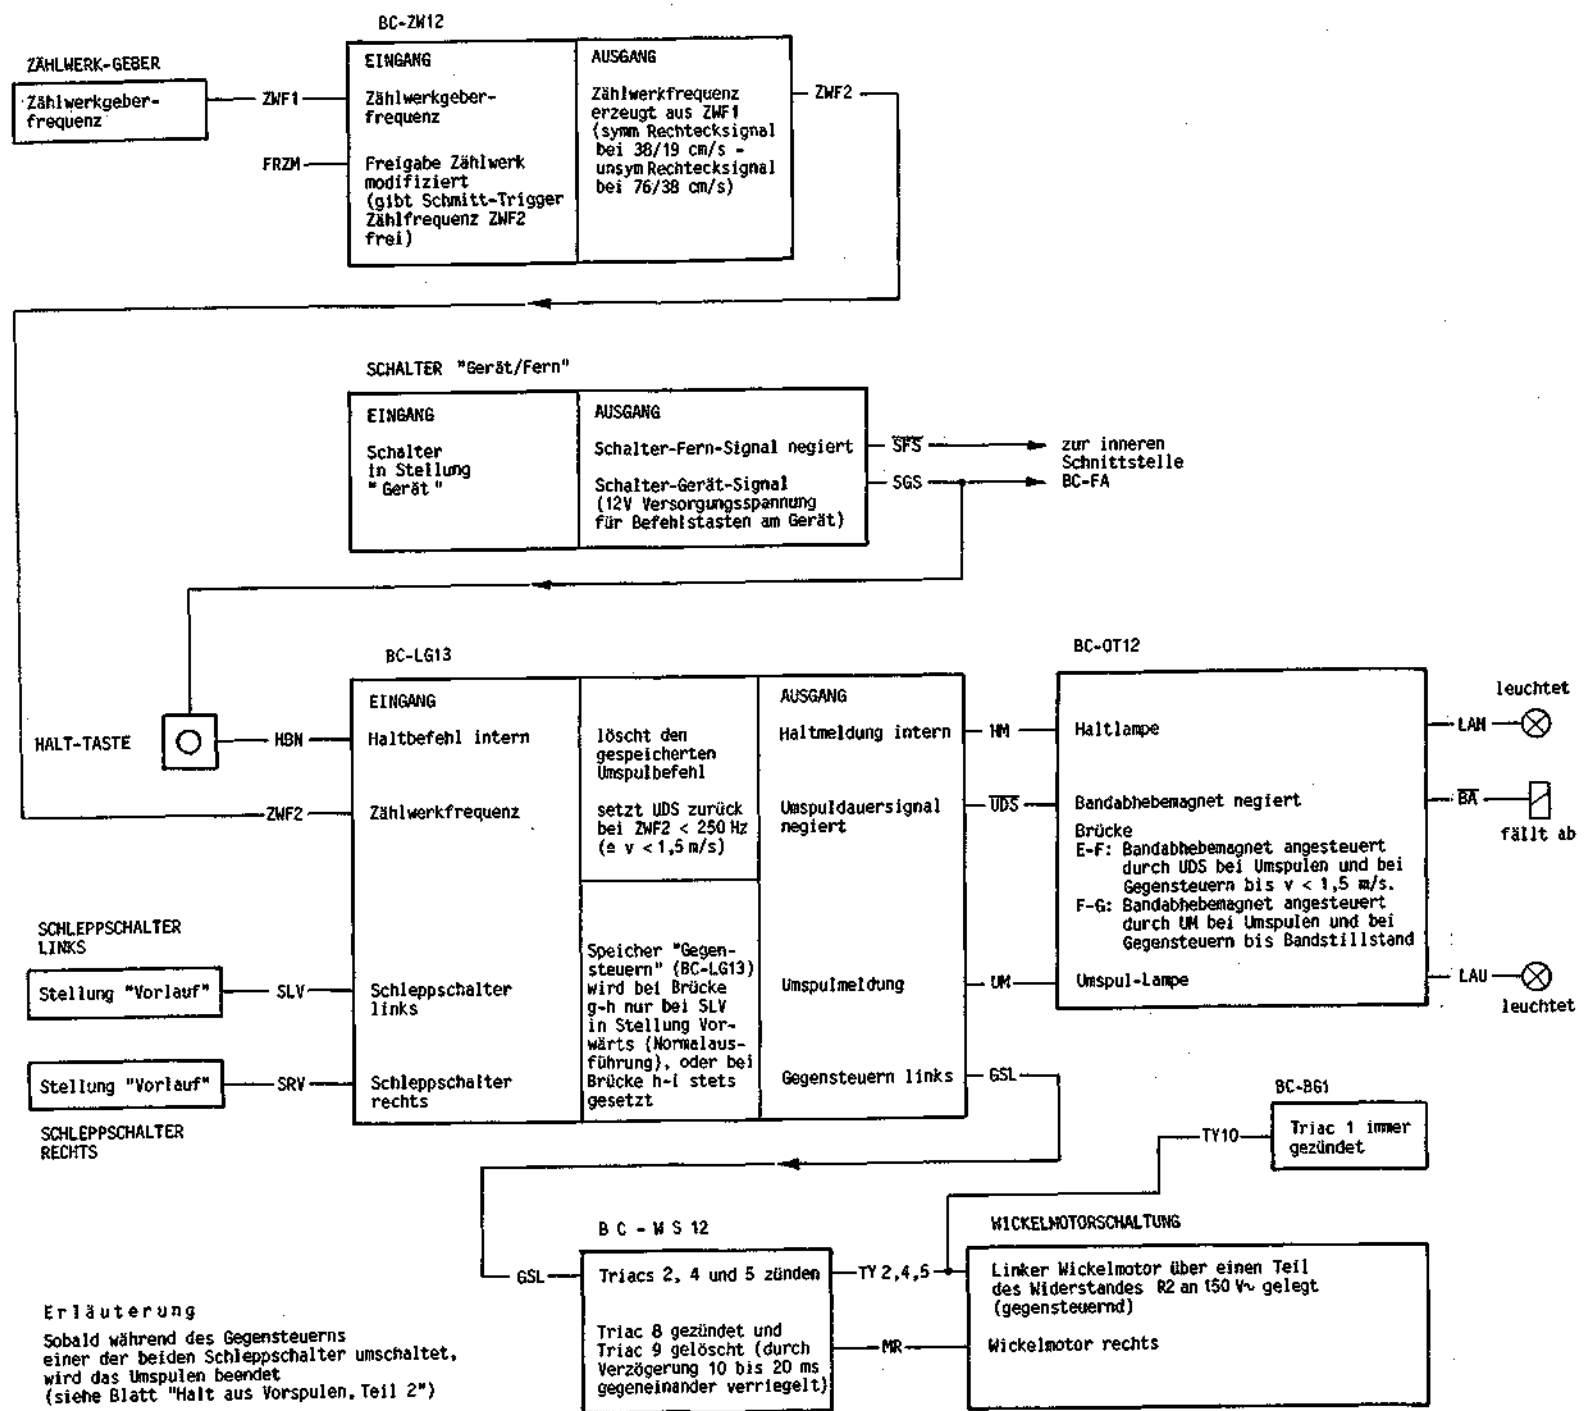 BC-ZW12
ZÄHLWERK-GEBER
Zählwerkgeber-
frequenz
ZWF1
FRZM
EINGANG
Zählwerkgeber-
frequenz
Freigabe Zählwerk
modifiziert
(gibt Schmitt-Trigger
Zählfrequenz ZWF2
frei)
AUSGANG
Zählwerkfrequenz
erzeugt aus ZWF1
(symm Rechtecksignal
bei 38/19 cm/s -
unsym Rechtecksignal
bei 76/38 cm/s)
ZWF2
SCHALTER "Gerät/Fern"
EINGANG
Schalter
in Stellung
"Gerät"
AUSGANG
Schalter-Fern-Signal negiert
Schalter-Gerät-Signal
(12V Versorgungsspannung
für Befehlstasten am Gerät)
S̅F̅S̅
SGS
zur inneren
Schnittstelle
BC-FA
BC-LG13
HALT-TASTE
HBN
ZWF2
EINGANG
Haltbefehl intern
Zählwerkfrequenz
Schleppschalter
links
Schleppschalter
rechts
löscht den
gespeicherten
Umspulbefehl
setzt UDS zurück
bei ZWF2 < 250 Hz
(≙ v < 1,5 m/s)
Speicher "Gegen-
steuern" (BC-LG13)
wird bei Brücke
g-h nur bei SLV
in Stellung Vor-
wärts (Normalaus-
führung), oder bei
Brücke h-i stets
gesetzt
AUSGANG
Haltmeldung intern
Umspuldauersignal
negiert
Umspulmeldung
Gegensteuern links
HM
U̅D̅S̅
UM
GSL
SCHLEPPSCHALTER
LINKS
Stellung "Vorlauf"
SLV
Stellung "Vorlauf"
SRV
SCHLEPPSCHALTER
RECHTS
BC-OT12
Haltlampe
Bandabhebemagnet negiert
Brücke
E-F: Bandabhebemagnet angesteuert
durch UDS bei Umspulen und bei
Gegensteuern bis v < 1,5 m/s.
F-G: Bandabhebemagnet angesteuert
durch UM bei Umspulen und bei
Gegensteuern bis Bandstillstand
Umspul-Lampe
leuchtet
LAH
B̅A̅
fällt ab
LAU
leuchtet
BC-BG1
TY10
Triac 1 immer
gezündet
BC-WS 12
GSL
Triacs 2, 4 und 5 zünden
Triac 8 gezündet und
Triac 9 gelöscht (durch
Verzögerung 10 bis 20 ms
gegeneinander verriegelt)
TY 2,4,5
MR
WICKELMOTORSCHALTUNG
Linker Wickelmotor über einen Teil
des Widerstandes R2 an 150 V~ gelegt
(gegensteuernd)
Wickelmotor rechts
Erläuterung
Sobald während des Gegensteuerns
einer der beiden Schleppschalter umschaltet,
wird das Umspulen beendet
(siehe Blatt "Halt aus Vorspulen, Teil 2")